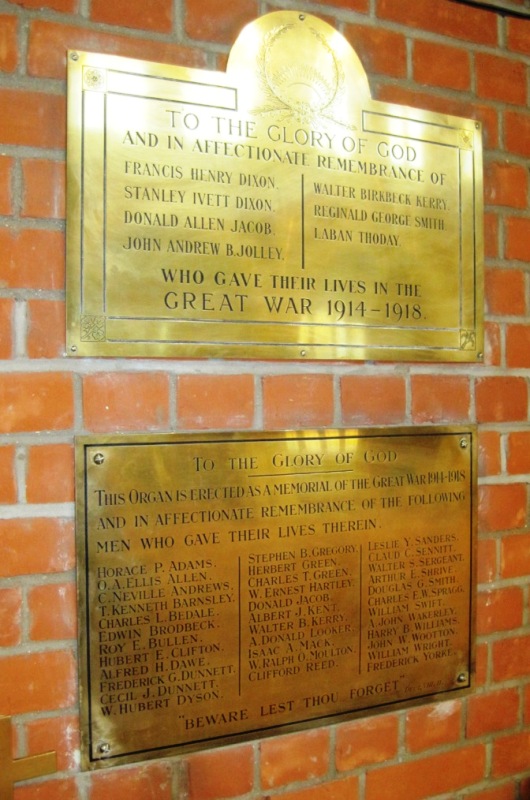 TO THE GLORY OF GOD
AND IN AFFECTIONATE REMEMBRANCE OF
FRANCIS HENRY DIXON.
STANLEY IVETT DIXON.
DONALD ALLEN JACOB.
JOHN ANDREW B. JOLLEY.
WALTER BIRKBECK KERRY.
REGINALD GEORGE SMITH.
LABAN THODAY.
WHO GAVE THEIR LIVES IN THE
GREAT WAR 1914-1918.
TO THE GLORY OF GOD
THIS ORGAN IS ERECTED AS A MEMORIAL OF THE GREAT WAR 1914-1918
AND IN AFFECTIONATE REMEMBRANCE OF THE FOLLOWING
MEN WHO GAVE THEIR LIVES THEREIN.
HORACE P. ADAMS.
O. A. ELLIS ALLEN.
C. NEVILLE ANDREWS.
T. KENNETH BARNSLEY.
CHARLES L. BEDALE.
EDWIN BRODBECK.
ROY E. BULLEN.
HUBERT E. CLIFTON.
ALFRED H. DAWE.
FREDERICK G. DUNNETT.
CECIL J. DUNNETT.
W. HUBERT DYSON.
STEPHEN B. GREGORY.
HERBERT GREEN.
CHARLES T. GREEN.
W. ERNEST HARTLEY.
DONALD JACOB.
ALBERT J. KENT.
WALTER B. KERRY.
A. DONALD LOOKER.
ISAAC A. MACK.
W. RALPH O. MOULTON.
CLIFFORD REED.
LESLIE Y. SANDERS.
CLAUD C. SENNITT.
WALTER S. SERGEANT.
ARTHUR E. SHRIVE.
DOUGLAS G. SMITH.
CHARLES E. W. SPRAGG.
WILLIAM SWIFT.
A. JOHN WAKERLEY.
HARRY B. WILLIAMS.
JOHN W. WOOTTON.
WILLIAM WRIGHT.
FREDERICK YORKE.
"BEWARE LEST THOU FORGET"